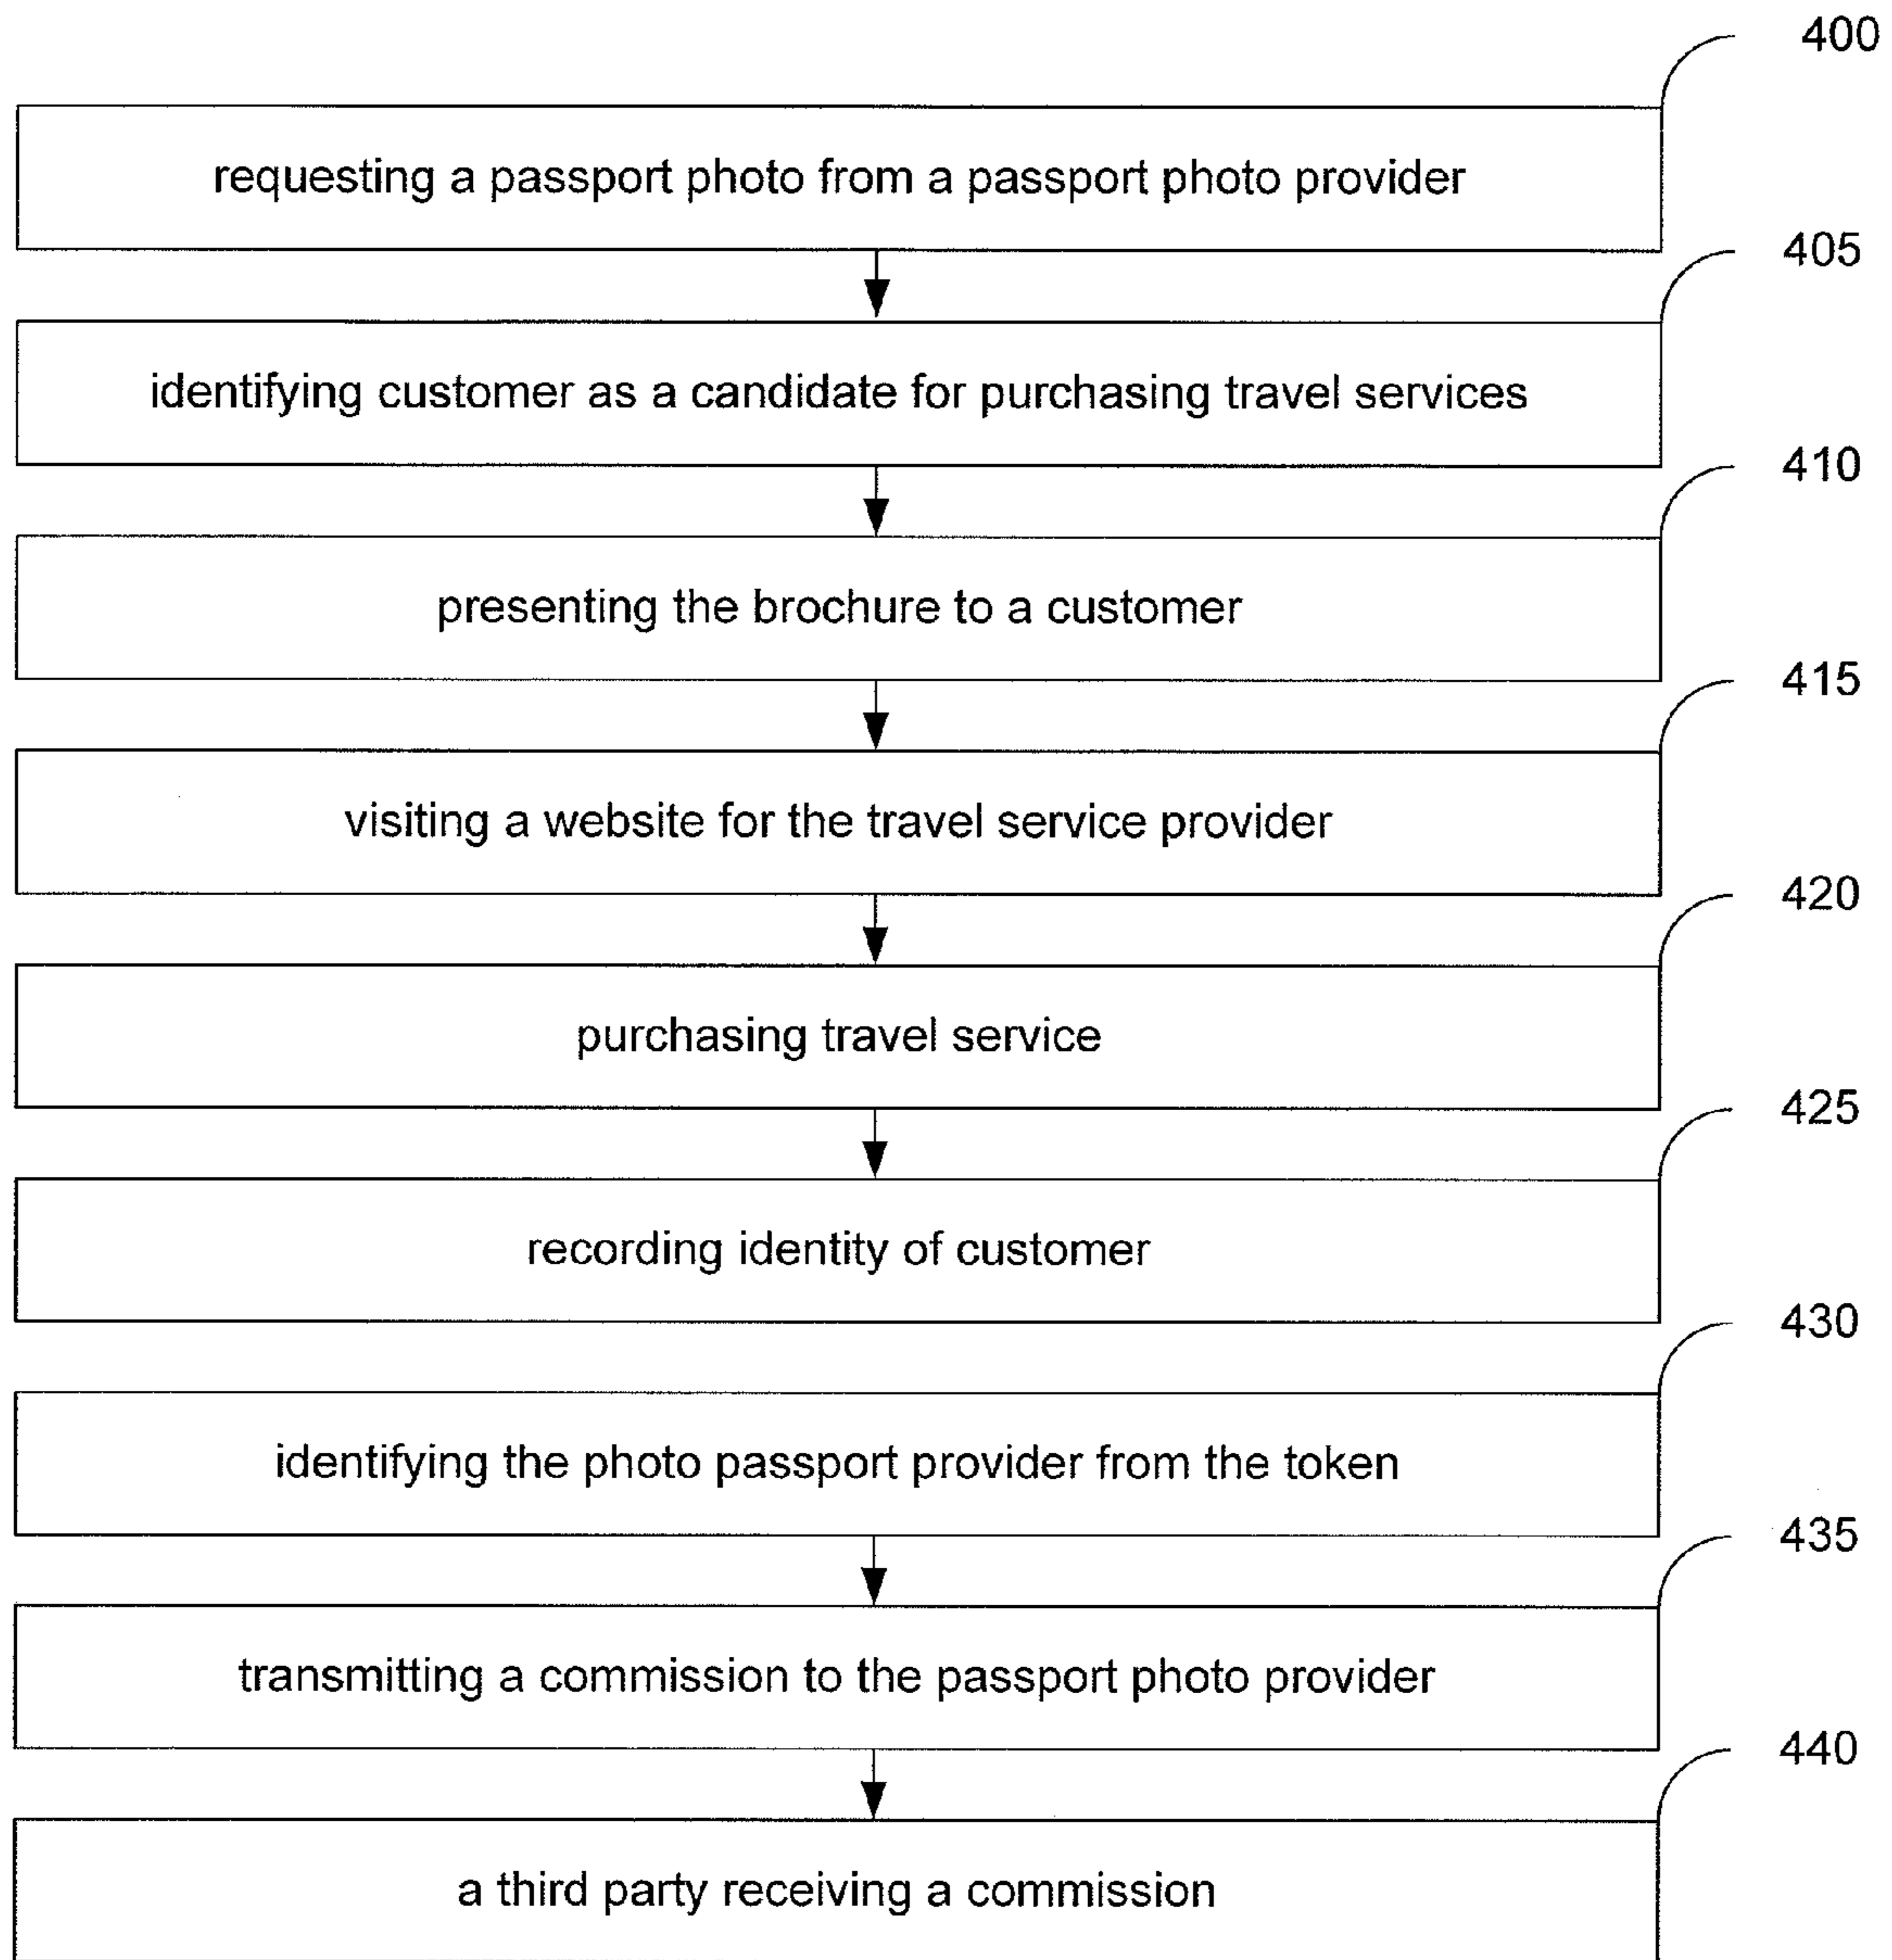 400
requesting a passport photo from a passport photo provider
405
identifying customer as a candidate for purchasing travel services
410
presenting the brochure to a customer
415
visiting a website for the travel service provider
420
purchasing travel service
425
recording identity of customer
430
identifying the photo passport provider from the token
435
transmitting a commission to the passport photo provider
440
a third party receiving a commission